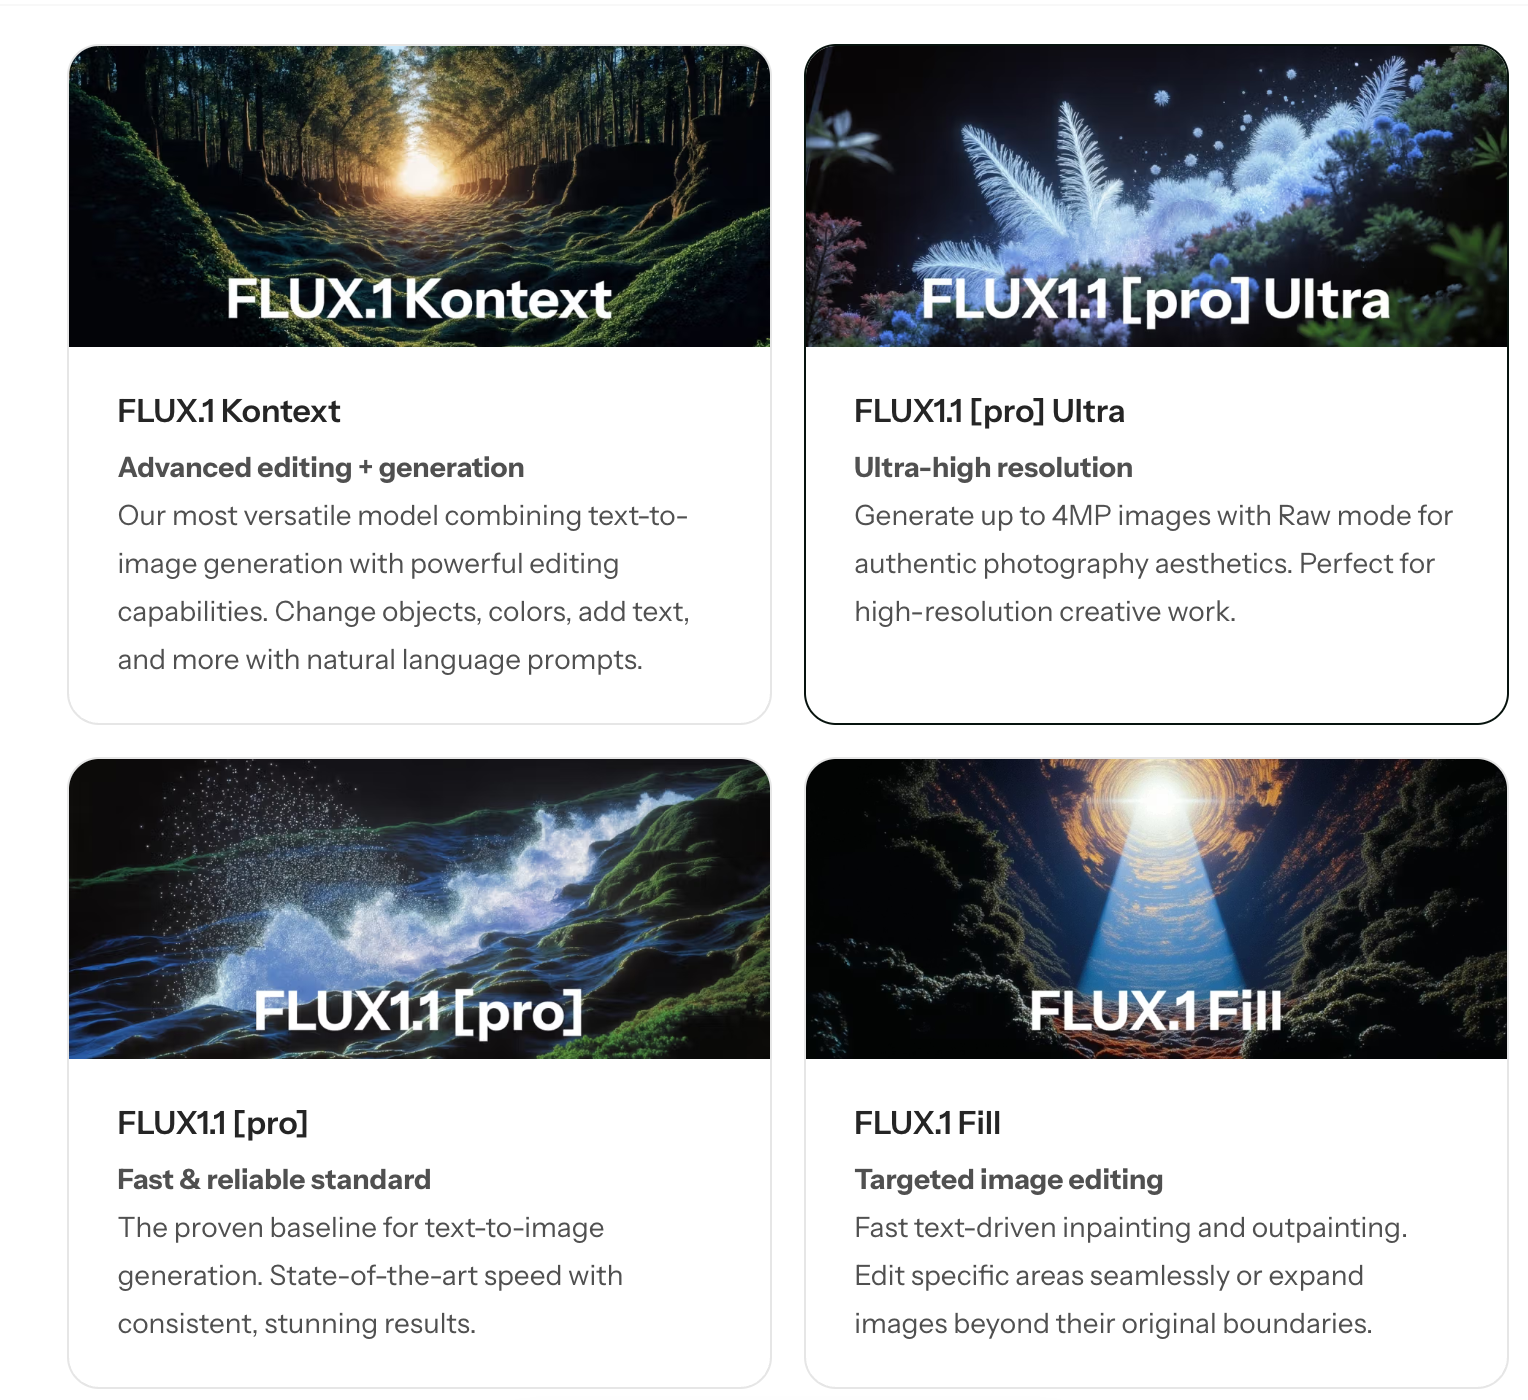 FLUX.1 Kontext
FLUX.1 Kontext
Advanced editing + generation
Our most versatile model combining text-to-
image generation with powerful editing
capabilities. Change objects, colors, add text,
and more with natural language prompts.
FLUX1.1 [pro] Ultra
FLUX1.1 [pro] Ultra
Ultra-high resolution
Generate up to 4MP images with Raw mode for
authentic photography aesthetics. Perfect for
high-resolution creative work.
FLUX1.1 [pro]
FLUX1.1 [pro]
Fast & reliable standard
The proven baseline for text-to-image
generation. State-of-the-art speed with
consistent, stunning results.
FLUX.1 Fill
FLUX.1 Fill
Targeted image editing
Fast text-driven inpainting and outpainting.
Edit specific areas seamlessly or expand
images beyond their original boundaries.